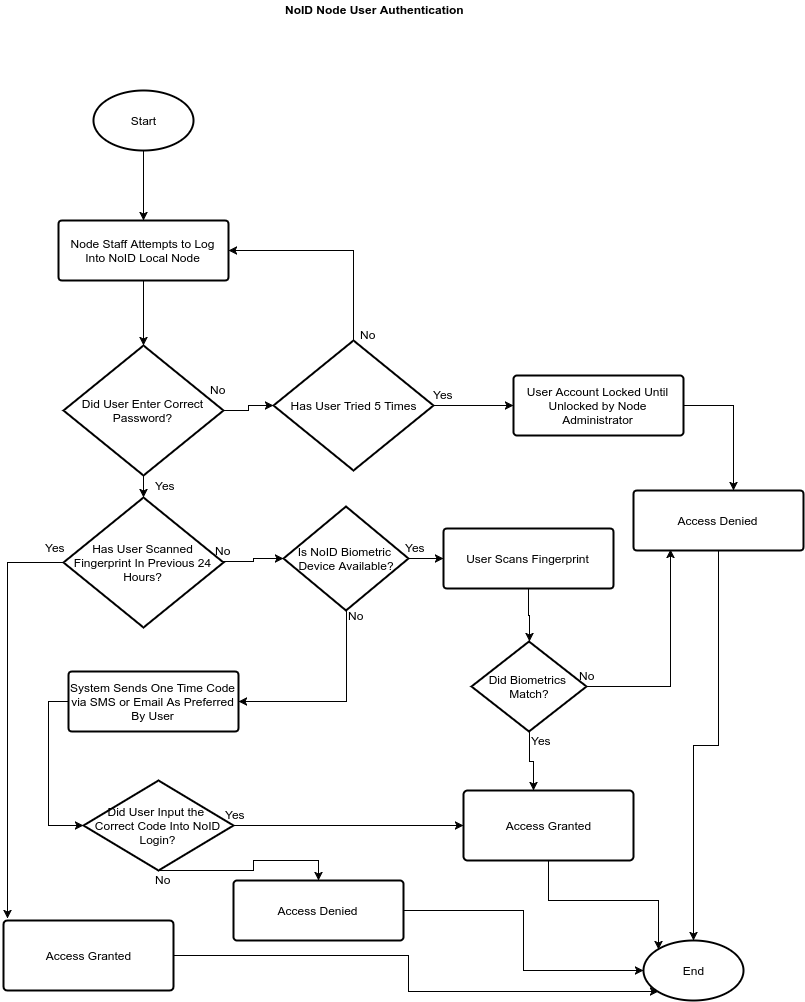 NoID Node User Authentication
Start
Node Staff Attempts to Log
Into NoID Local Node
No
Did User Enter Correct
Password?
No
Has User Tried 5 Times
Yes
User Account Locked Until
Unlocked by Node
Administrator
Yes
Access Denied
Yes
Has User Scanned
Fingerprint In Previous 24
Hours?
No
Is NoID Biometric
Device Available?
Yes
User Scans Fingerprint
No
Did Biometrics
Match?
No
System Sends One Time Code
via SMS or Email As Preferred
By User
Yes
Did User Input the
Correct Code Into NoID
Login?
Yes
Access Granted
No
Access Denied
Access Granted
End